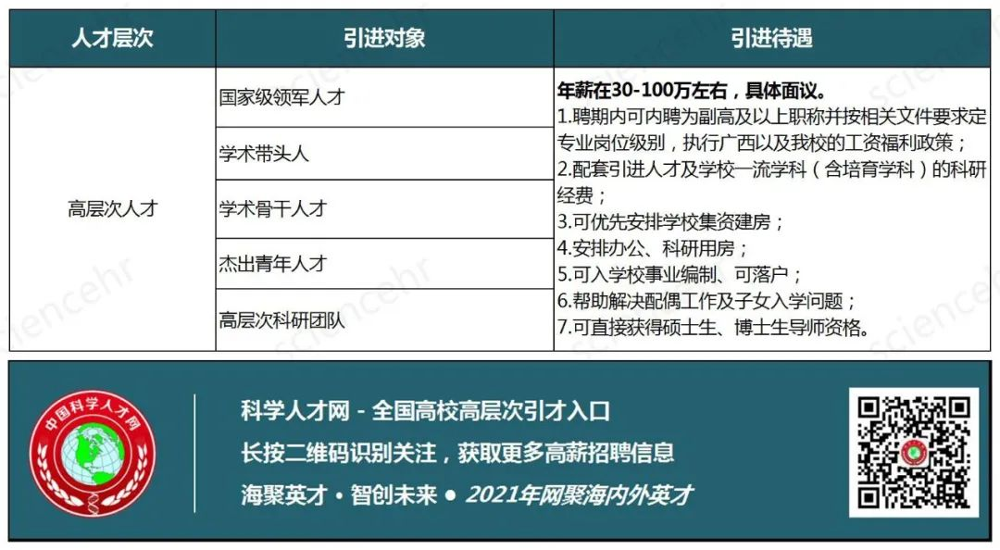 人才层次
引进对象
引进待遇
高层次人才
国家级领军人才
学术带头人
学术骨干人才
杰出青年人才
高层次科研团队
年薪在30-100万左右，具体面议。
1.聘期内可内聘为副高及以上职称并按相关文件要求定
专业岗位级别，执行广西以及我校的工资福利政策；
2.配套引进人才及学校一流学科（含培育学科）的科研
经费；
3.可优先安排学校集资建房；
4.安排办公、科研用房；
5.可入学校事业编制、可落户；
6.帮助解决配偶工作及子女入学问题；
7.可直接获得硕士生、博士生导师资格。
中国科学人才网
科学人才网 - 全国高校高层次引才入口
长按二维码识别关注，获取更多高薪招聘信息
海聚英才 • 智创未来 ● 2021年网聚海内外英才
sciencehr
sciencehr
sciencehr
sciencehr
sciencehr
sciencehr
sciencehr